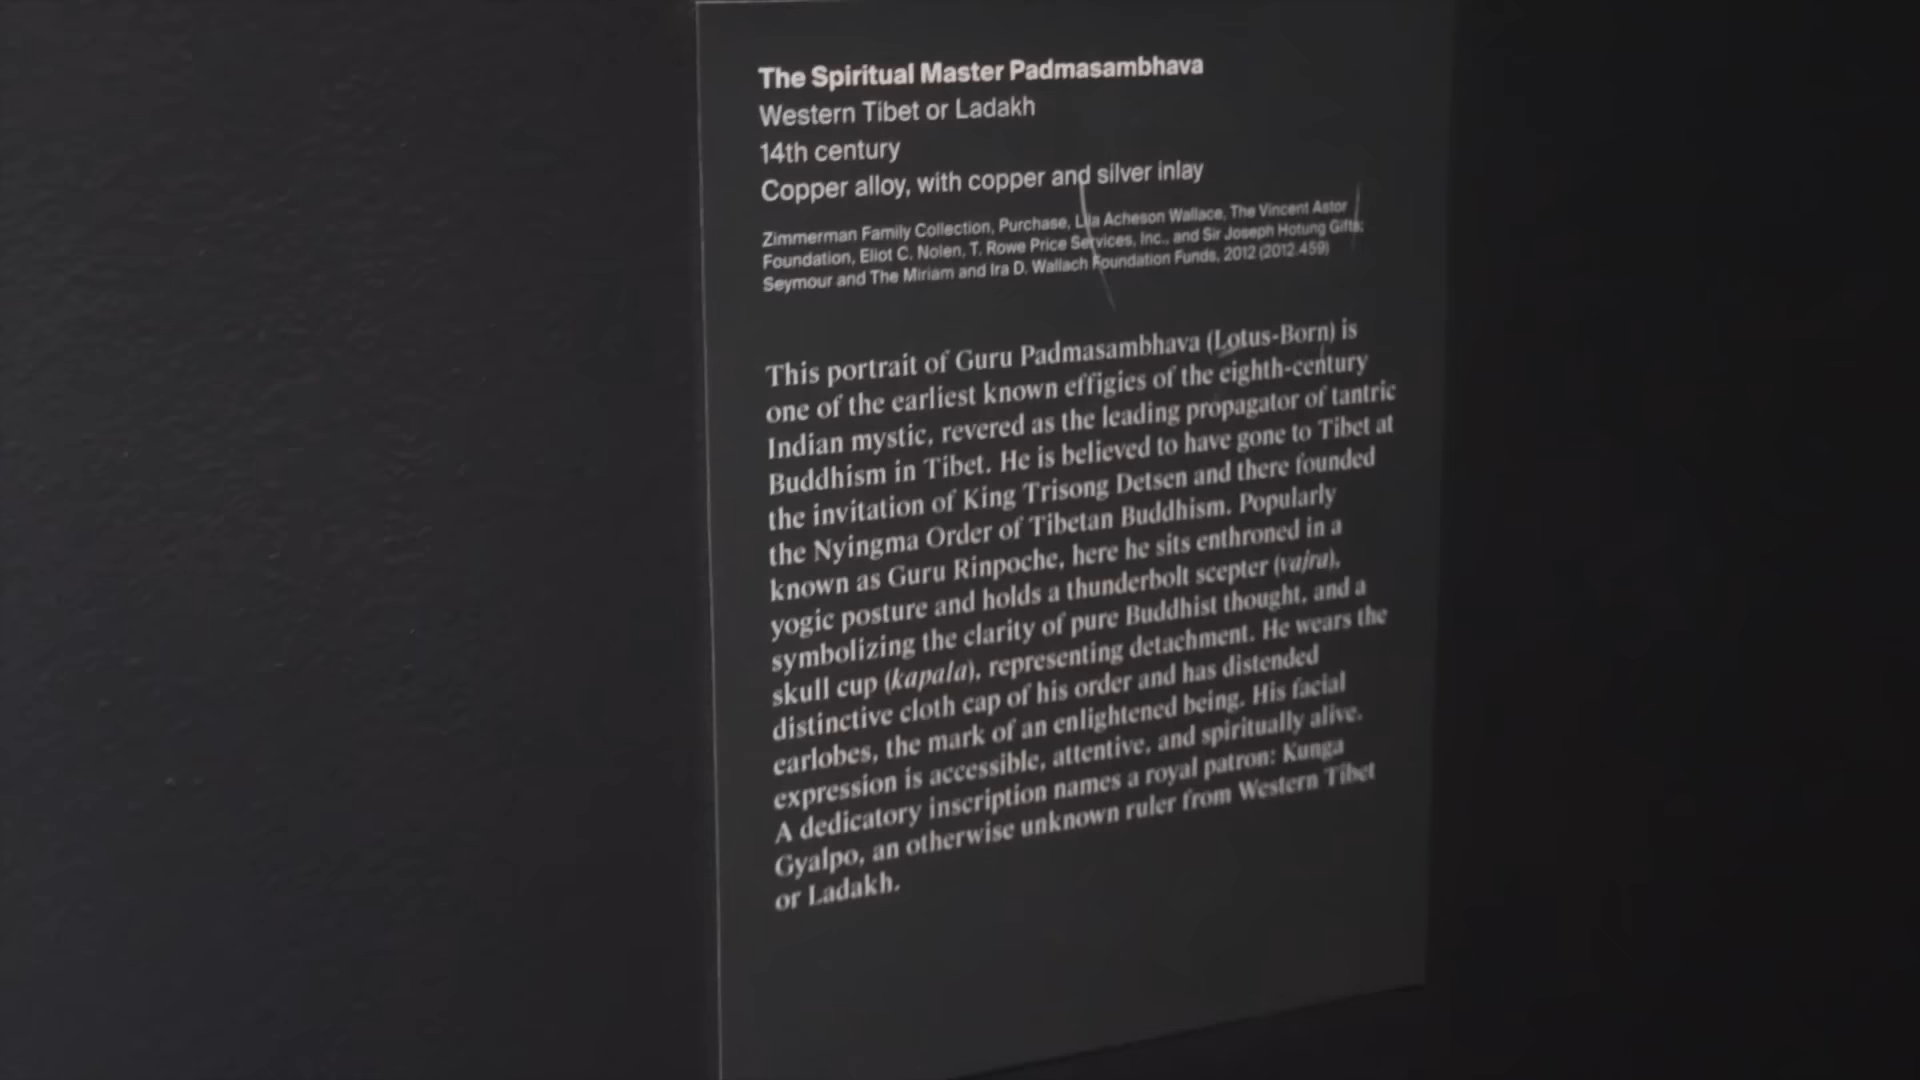 The Spiritual Master Padmasambhava
Western Tibet or Ladakh
14th century
Copper alloy, with copper and silver inlay
Zimmerman Family Collection, Purchase, Lila Acheson Wallace, The Vincent Astor
Foundation, Eliot C. Nolen, T. Rowe Price Services, Inc., and Sir Joseph Hotung Gifts;
Seymour and The Miriam and Ira D. Wallach Foundation Funds, 2012 (2012.459)
This portrait of Guru Padmasambhava (Lotus-Born) is
one of the earliest known effigies of the eighth-century
Indian mystic, revered as the leading propagator of tantric
Buddhism in Tibet. He is believed to have gone to Tibet at
the invitation of King Trisong Detsen and there founded
the Nyingma Order of Tibetan Buddhism. Popularly
known as Guru Rinpoche, here he sits enthroned in a
yogic posture and holds a thunderbolt scepter (vajra),
symbolizing the clarity of pure Buddhist thought, and a
skull cup (kapala), representing detachment. He wears the
distinctive cloth cap of his order and has distended
earlobes, the mark of an enlightened being. His facial
expression is accessible, attentive, and spiritually alive.
A dedicatory inscription names a royal patron: Kunga
Gyalpo, an otherwise unknown ruler from Western Tibet
or Ladakh.